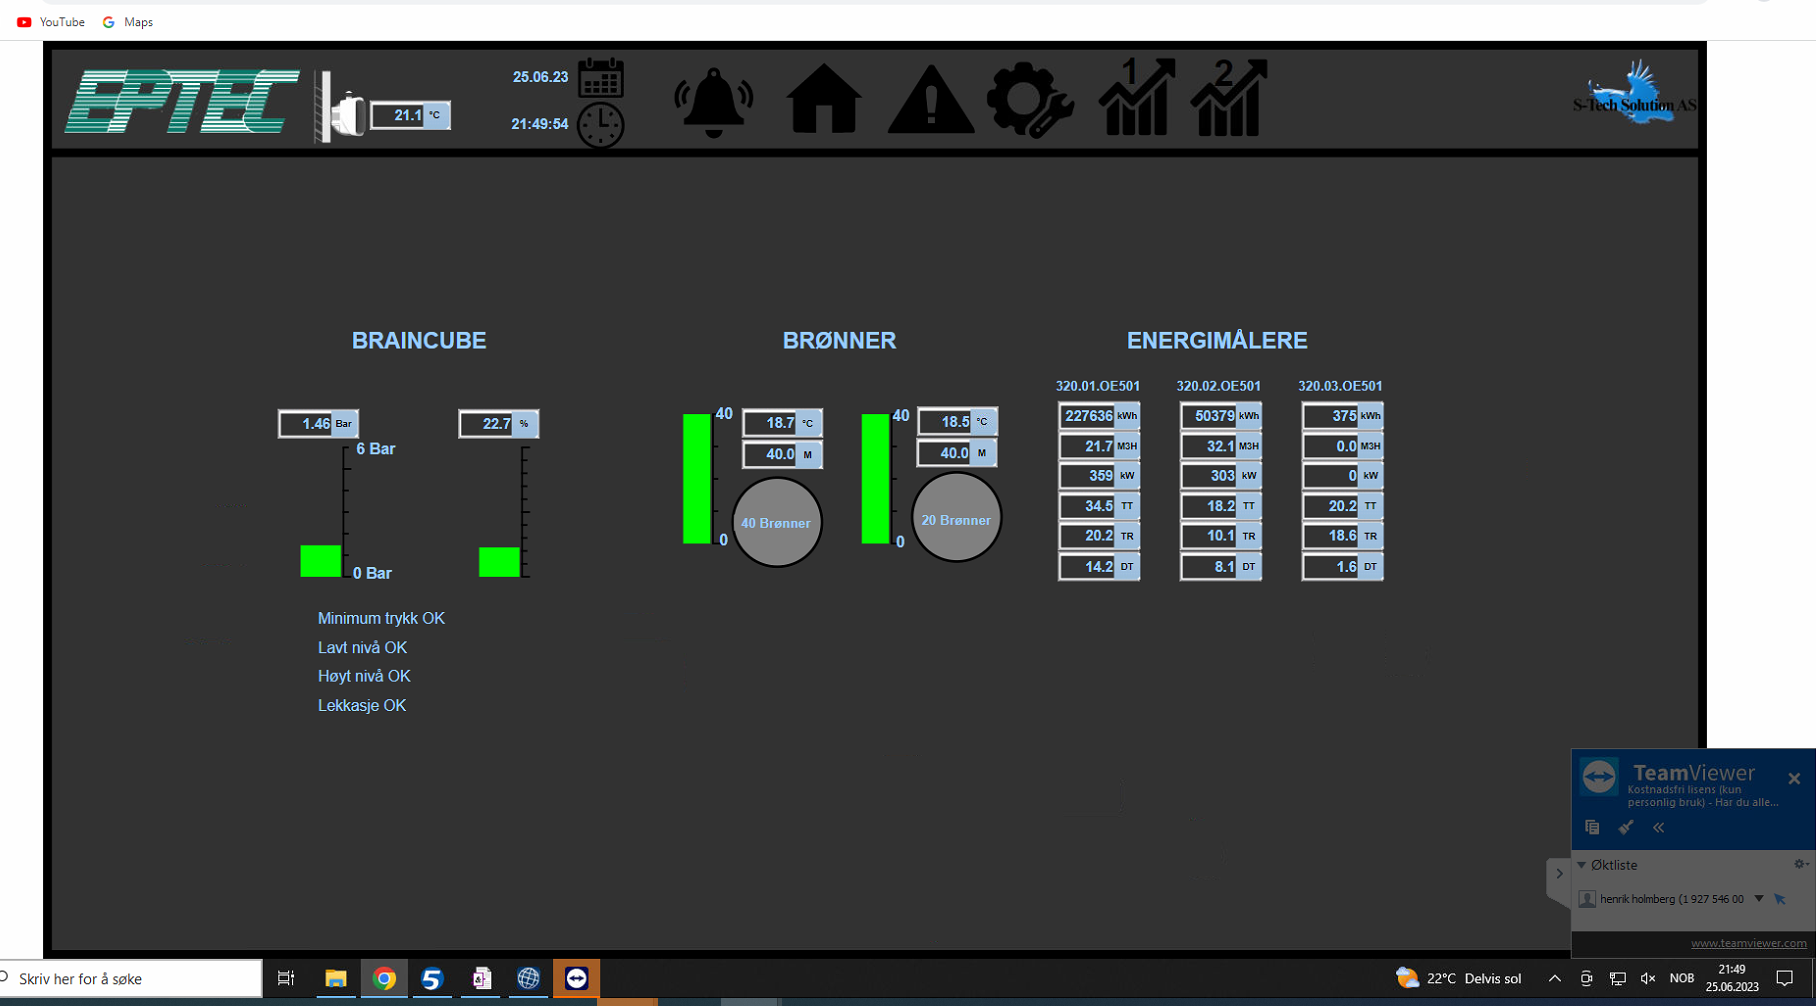 YouTube
Maps
EPTEC
21.1 °C
25.06.23
21:49:54
1
2
S-Tech Solution AS
BRAINCUBE
BRØNNER
ENERGIMÅLERE
320.01.OE501
320.02.OE501
320.03.OE501
1.46 Bar
22.7 %
6 Bar
0 Bar
40
18.7 °C
40.0 M
40 Brønner
0
40
18.5 °C
40.0 M
20 Brønner
0
227636 kWh
50379 kWh
375 kWh
21.7 M3H
32.1 M3H
0.0 M3H
359 kW
303 kW
0 kW
34.5 TT
18.2 TT
20.2 TT
20.2 TR
10.1 TR
18.6 TR
14.2 DT
8.1 DT
1.6 DT
Minimum trykk OK
Lavt nivå OK
Høyt nivå OK
Lekkasje OK
TeamViewer
Kostnadsfri lisens (kun
personlig bruk) - Har du alle...
Øktliste
henrik holmberg (1 927 546 00
www.teamviewer.com
Skriv her for å søke
5
22°C Delvis sol
NOB
21:49
25.06.2023